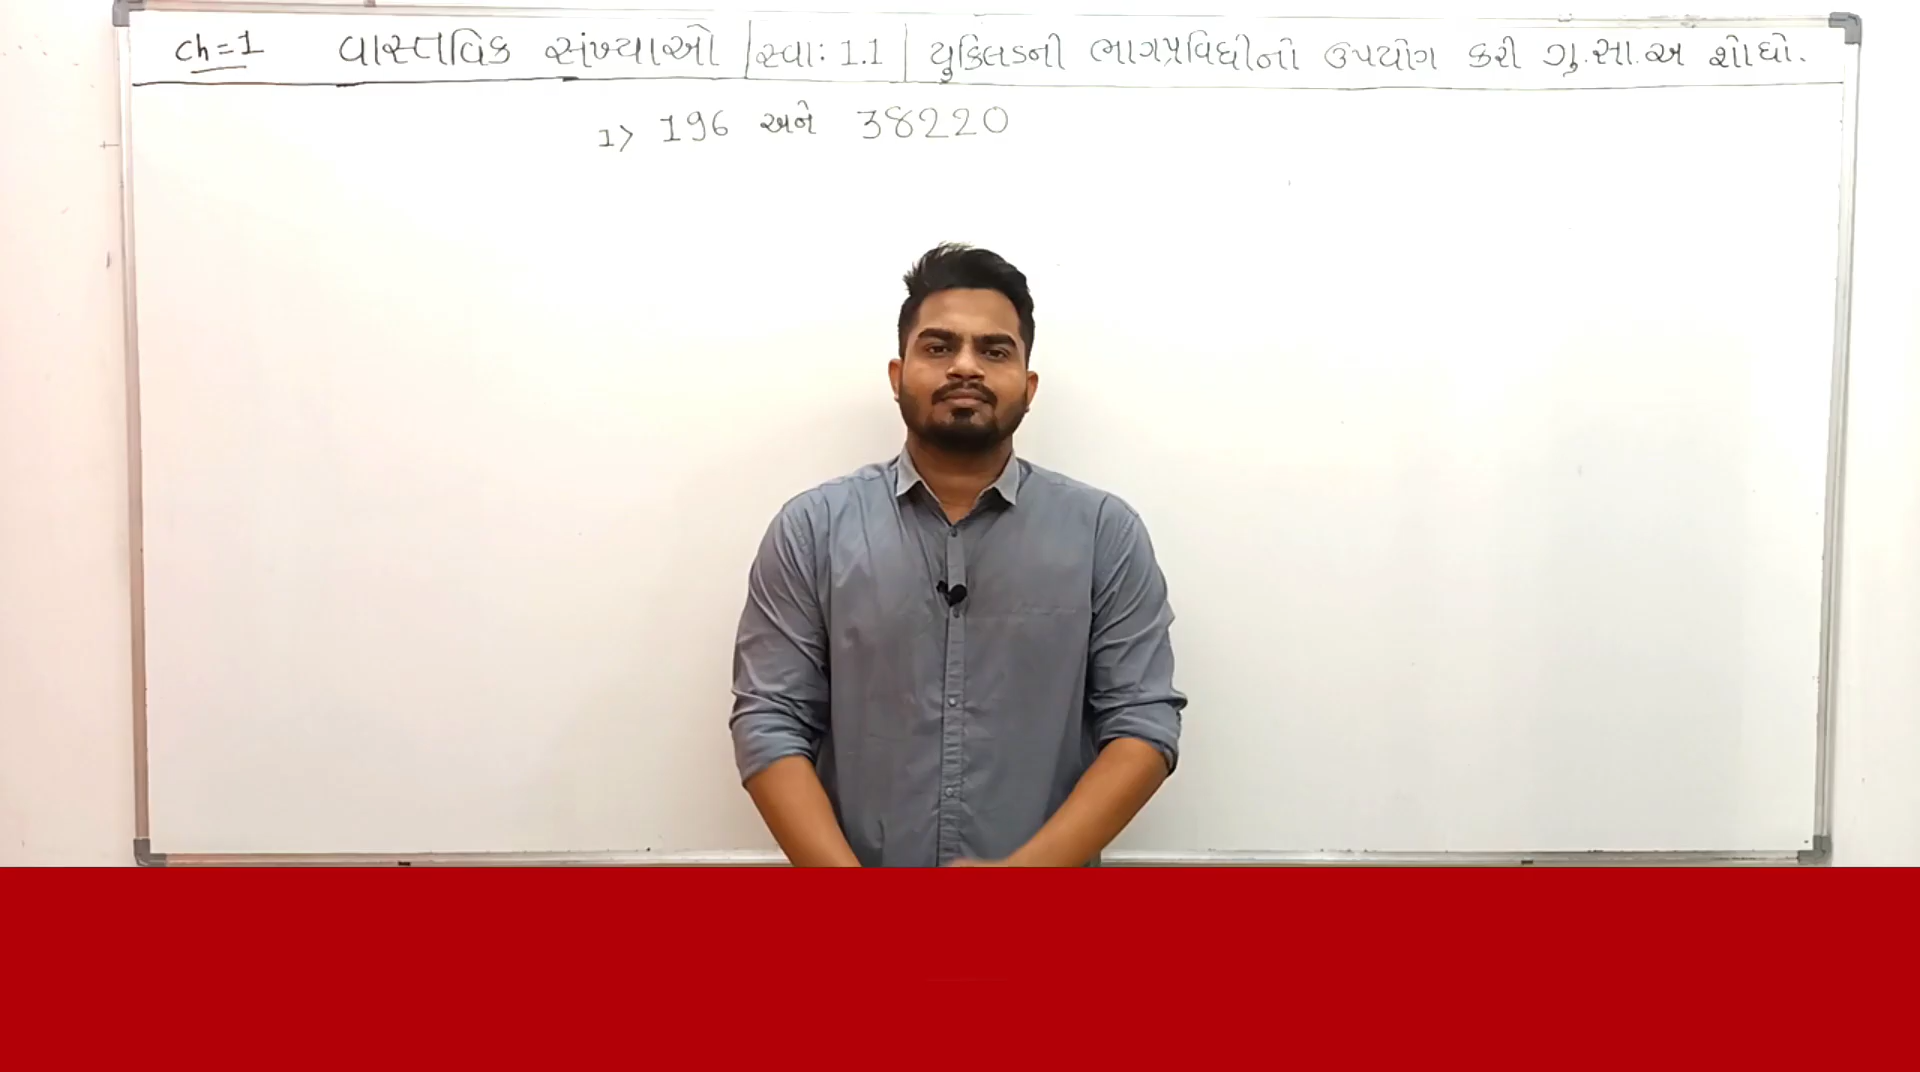 Ch=1 વાસ્તવિક સંખ્યાઓ | સ્વા: 1.1 | યુક્લિડની ભાગપ્રવિધીનો ઉપયોગ કરી ગુ.સા.અ શોધો.
1> 196 અને 38220